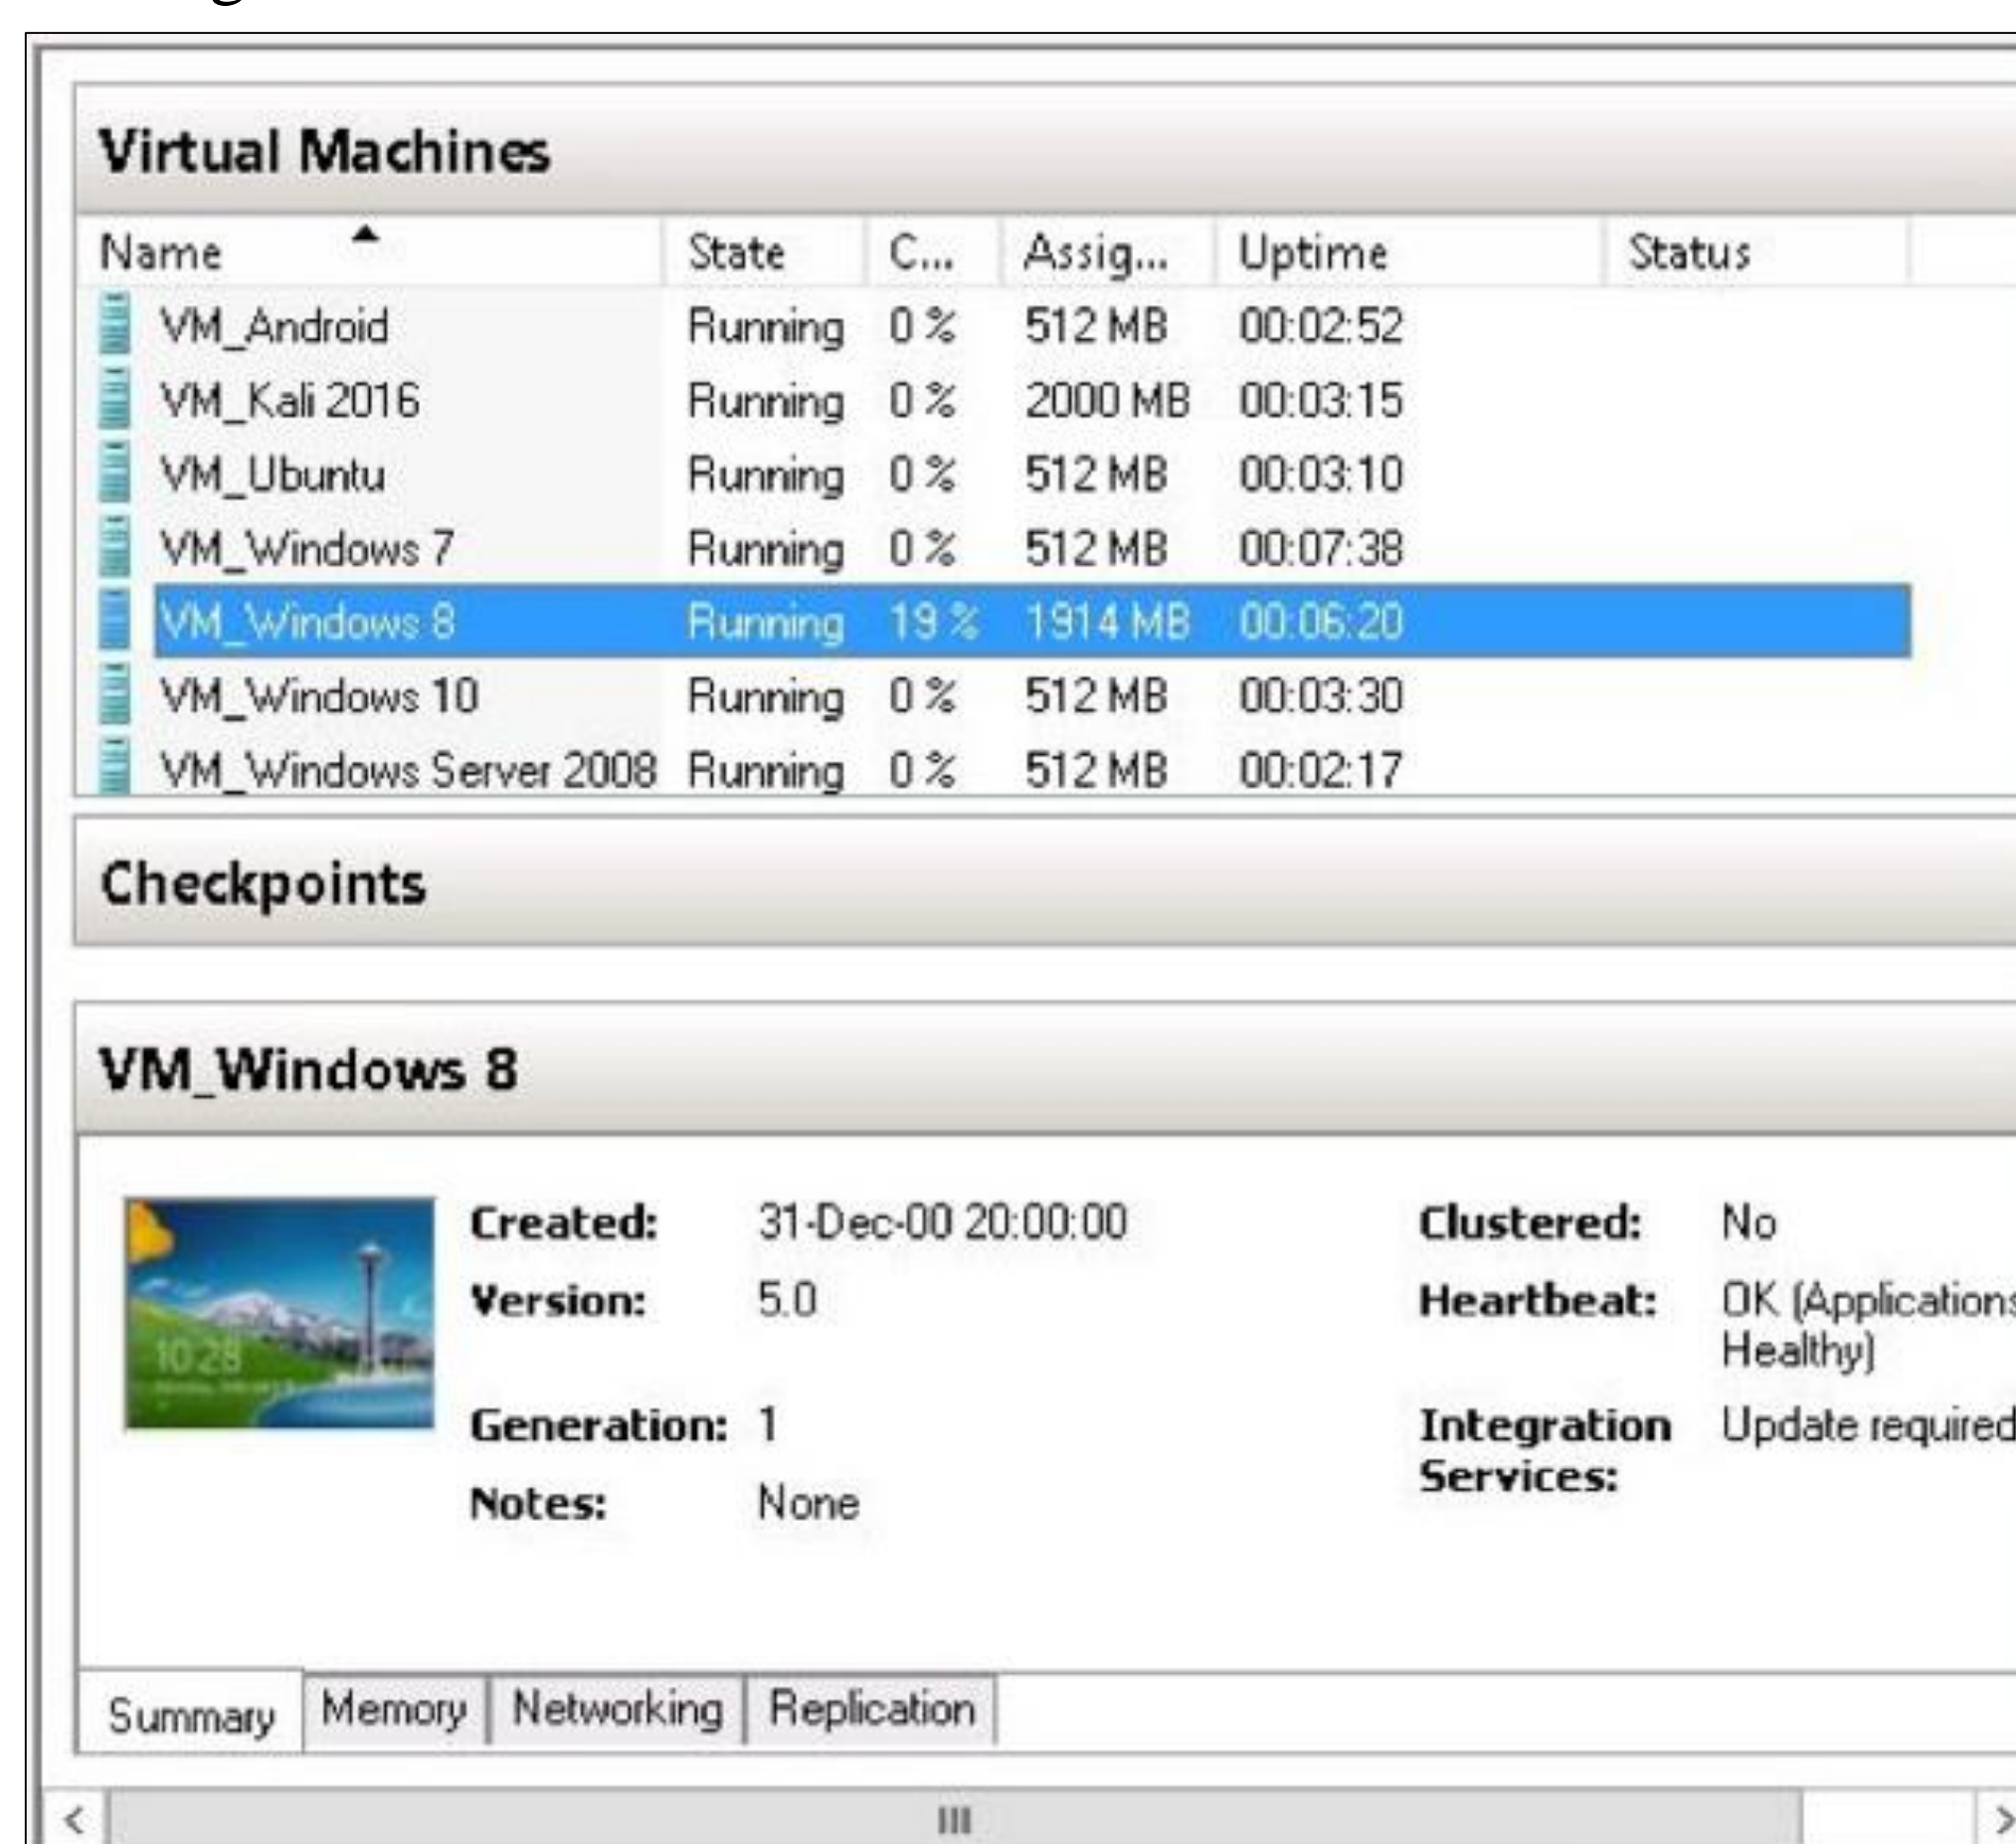 Virtual Machines
Name State C... Assig... Uptime Status
VM_Android Running 0 % 512 MB 00:02:52
VM_Kali 2016 Running 0 % 2000 MB 00:03:15
VM_Ubuntu Running 0 % 512 MB 00:03:10
VM_Windows 7 Running 0 % 512 MB 00:07:38
VM_Windows 8 Running 19 % 1914 MB 00:06:20
VM_Windows 10 Running 0 % 512 MB 00:03:30
VM_Windows Server 2008 Running 0 % 512 MB 00:02:17
Checkpoints
VM_Windows 8
Created: 31-Dec-00 20:00:00 Clustered: No
Version: 5.0 Heartbeat: OK (Applications
Healthy)
10:28
Generation: 1 Integration Update required
Services:
Notes: None
Summary Memory Networking Replication